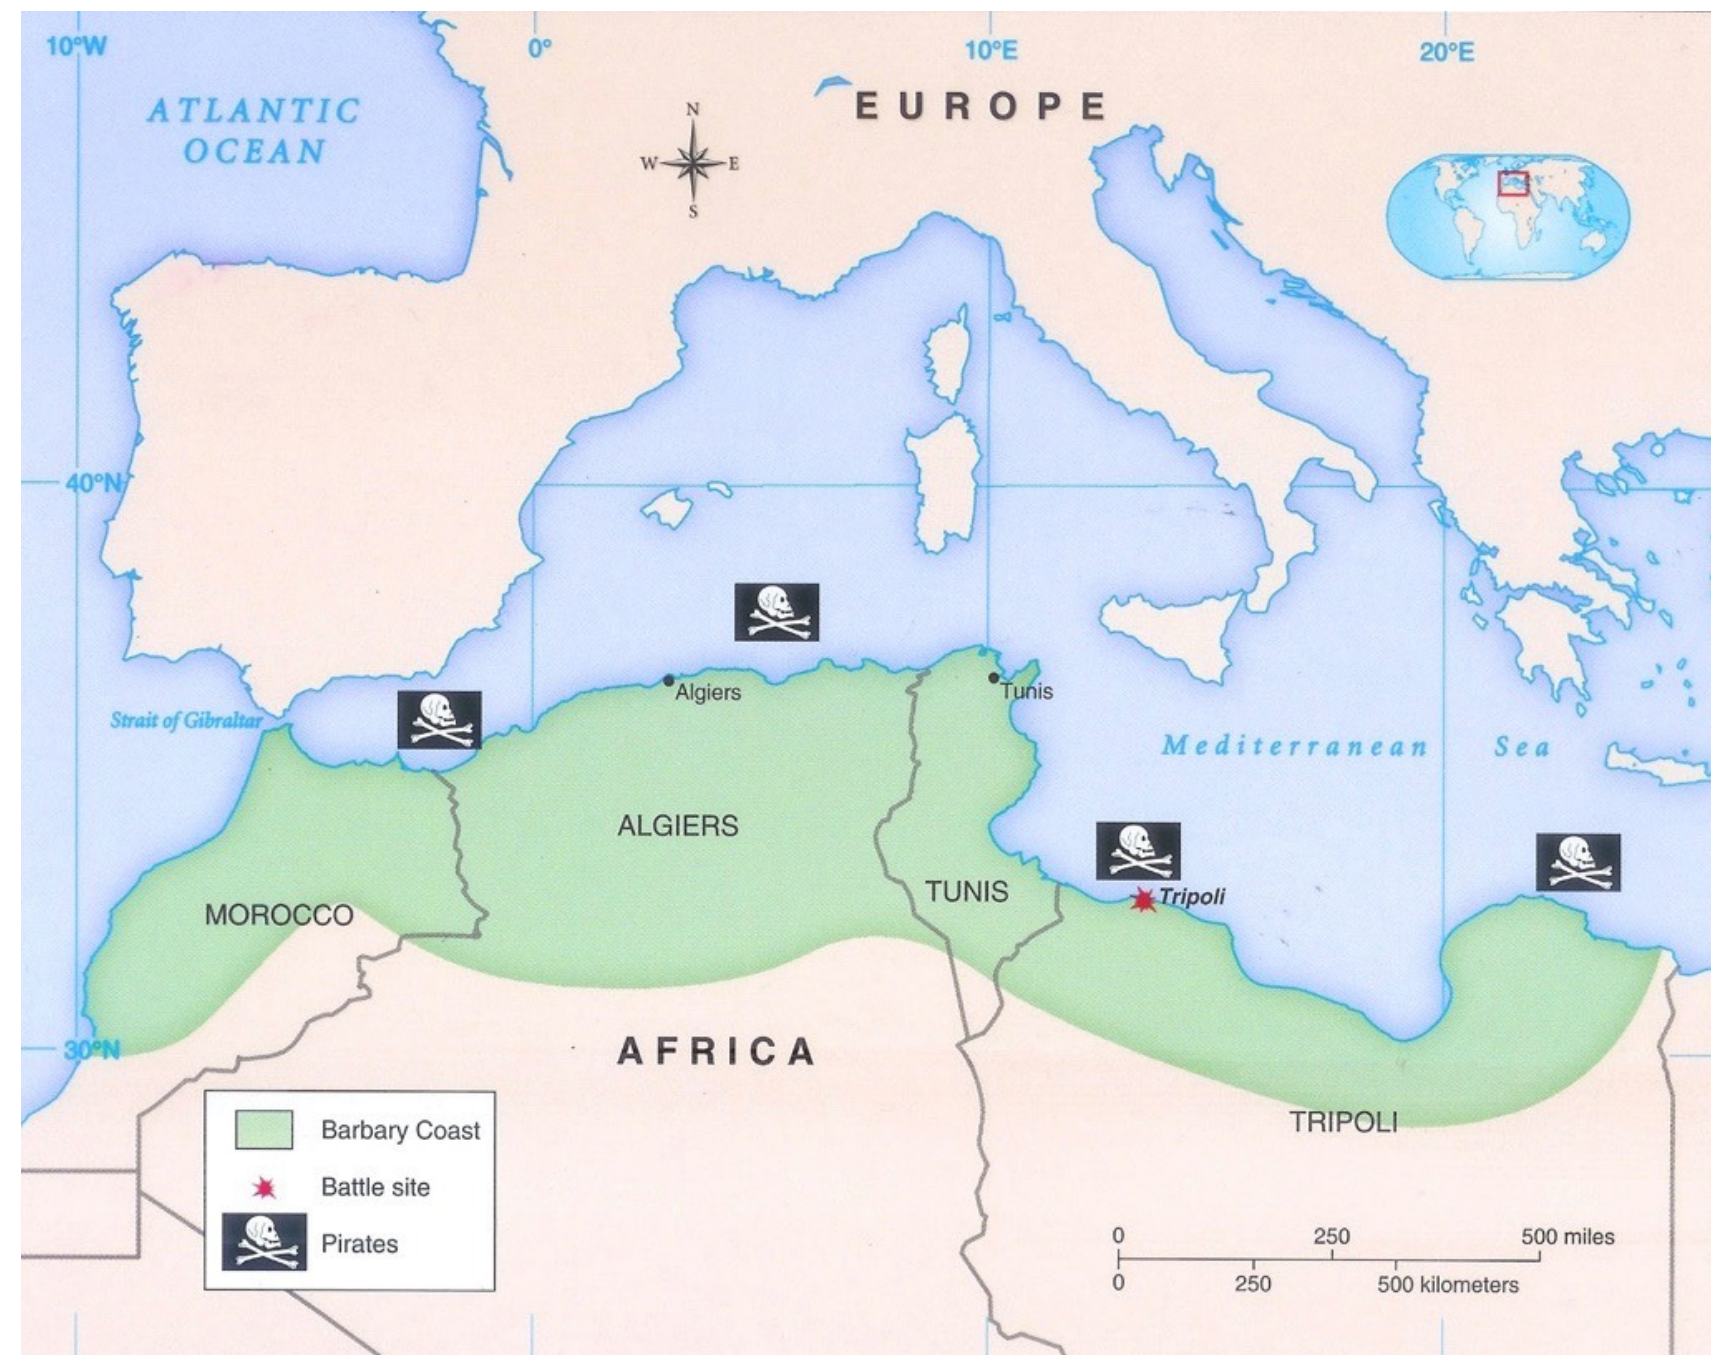 10°W
0°
10°E
20°E
ATLANTIC
OCEAN
EUROPE
N
W
E
S
40°N
Algiers
Tunis
Strait of Gibraltar
Mediterranean Sea
ALGIERS
TUNIS
Tripoli
MOROCCO
30°N
AFRICA
TRIPOLI
Barbary Coast
Battle site
Pirates
0 250 500 miles
0 250 500 kilometers